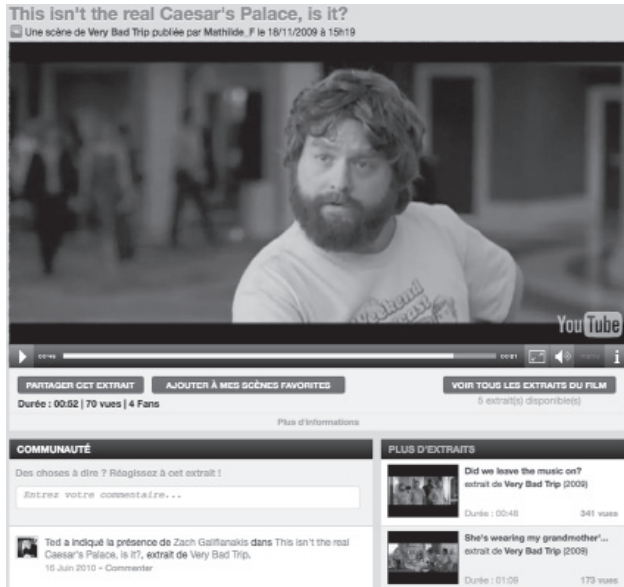 This isn't the real Caesar's Palace, is it?
Une scène de Very Bad Trip publiée par Mathilde_F le 18/11/2009 à 15h19
Weekend
YouTube
PARTAGER CET EXTRAIT
AJOUTER À MES SCÈNES FAVORITES
VOIR TOUS LES EXTRAITS DU FILM
Durée : 00:52 | 70 vues | 4 Fans
5 extrait(s) disponible(s)
Plus d'informations
COMMUNAUTÉ
Des choses à dire ? Réagissez à cet extrait !
Entrez votre commentaire...
Ted a indiqué la présence de Zach Galifianakis dans This isn't the real
Caesar's Palace, is it?, extrait de Very Bad Trip.
16 Juin 2010 - Commenter
PLUS D'EXTRAITS
Did we leave the music on?
extrait de Very Bad Trip (2009)
Durée : 00:48
341 vues
She's wearing my grandmother'...
extrait de Very Bad Trip (2009)
Durée : 01:09
173 vues